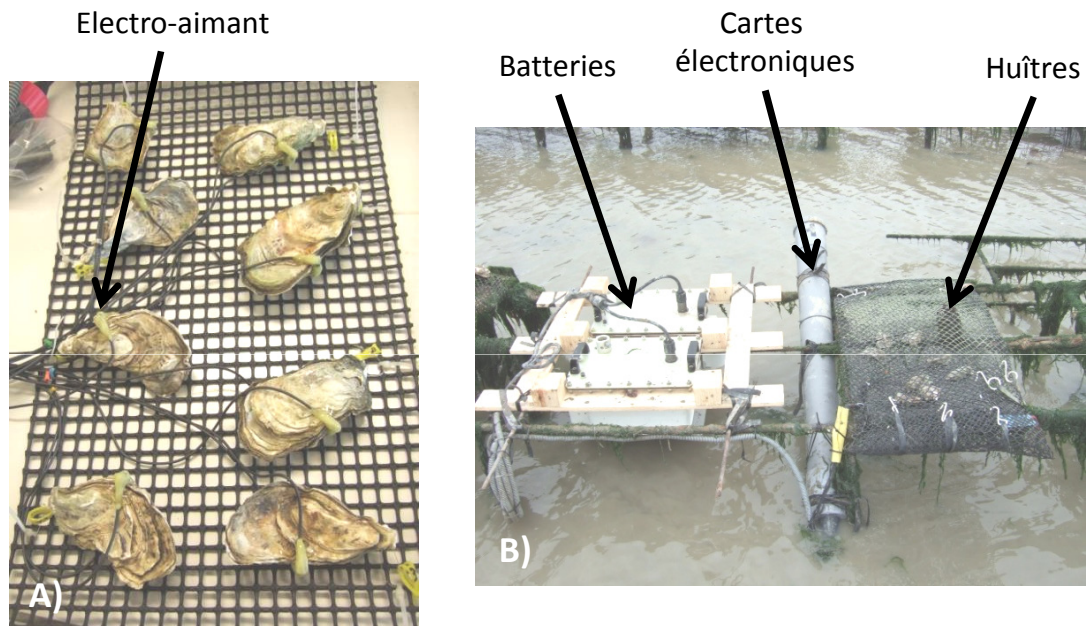 Electro-aimant
Batteries
Cartes
électroniques
Huîtres
A)
B)